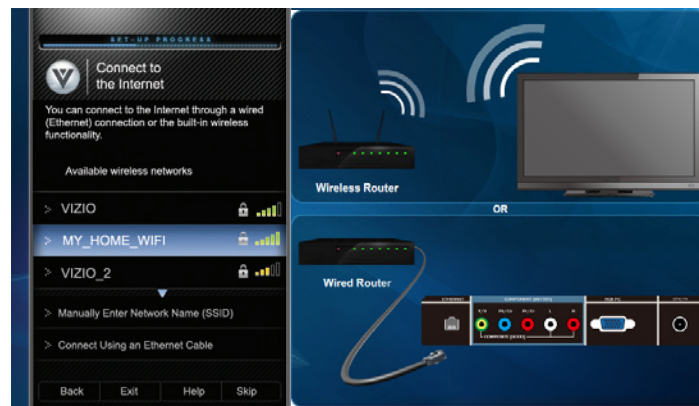 SET-UP PROGRESS
V
Connect to
the Internet
You can connect to the Internet through a wired
(Ethernet) connection or the built-in wireless
functionality.
Available wireless networks
> VIZIO
> MY_HOME_WIFI
> VIZIO_2
> Manually Enter Network Name (SSID)
> Connect Using an Ethernet Cable
Back Exit Help Skip
Wireless Router
OR
Wired Router
ETHERNET
RGB PC
L
R